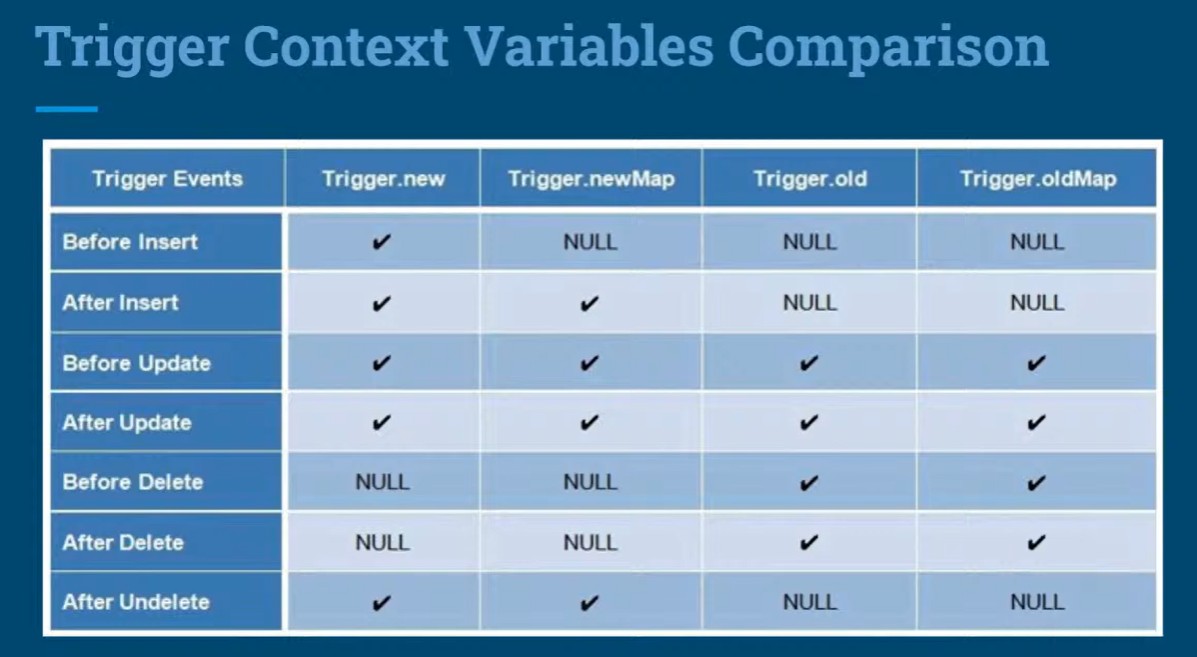 Trigger Context Variables Comparison
Trigger Events Trigger.new Trigger.newMap Trigger.old Trigger.oldMap
Before Insert ✔ NULL NULL NULL
After Insert ✔ ✔ NULL NULL
Before Update ✔ ✔ ✔ ✔
After Update ✔ ✔ ✔ ✔
Before Delete NULL NULL ✔ ✔
After Delete NULL NULL ✔ ✔
After Undelete ✔ ✔ NULL NULL